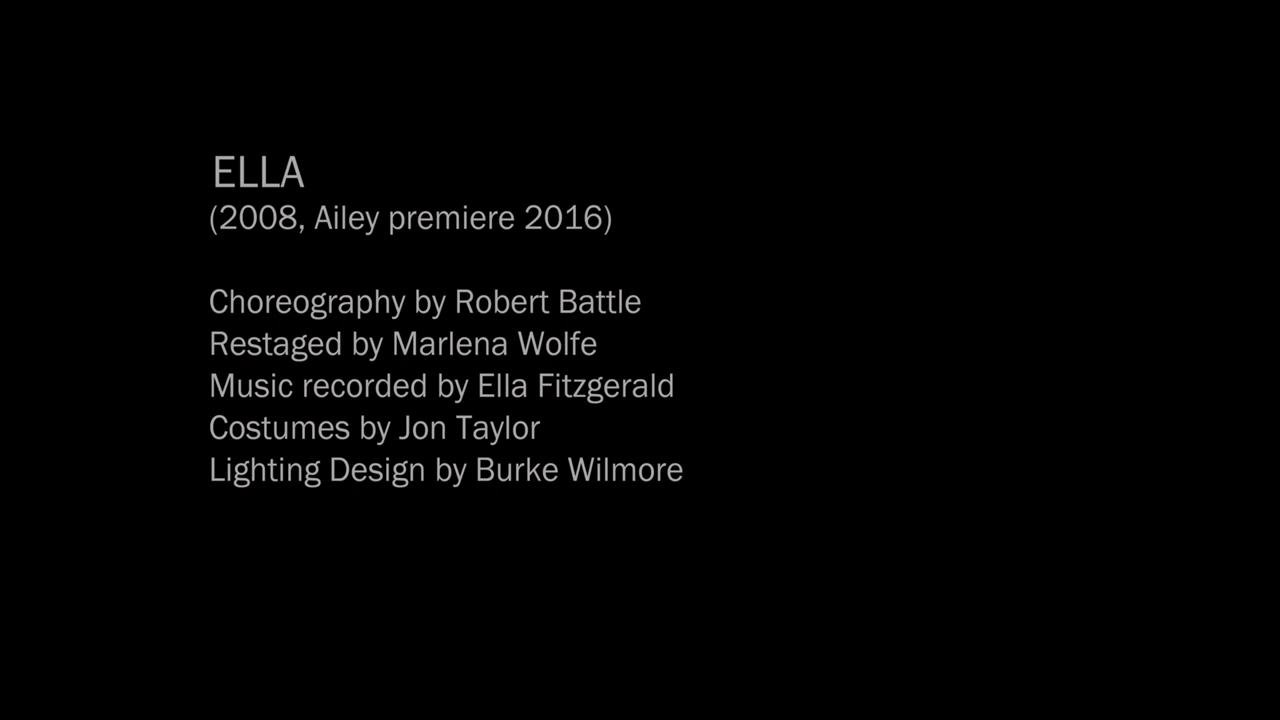 ELLA
(2008, Ailey premiere 2016)
Choreography by Robert Battle
Restaged by Marlena Wolfe
Music recorded by Ella Fitzgerald
Costumes by Jon Taylor
Lighting Design by Burke Wilmore